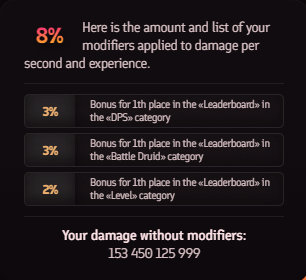 8%
Here is the amount and list of your
modifiers applied to damage per
second and experience.
3%
Bonus for 1th place in the «Leaderboard» in
the «DPS» category
3%
Bonus for 1th place in the «Leaderboard» in
the «Battle Druid» category
2%
Bonus for 1th place in the «Leaderboard» in
the «Level» category
Your damage without modifiers:
153 450 125 999